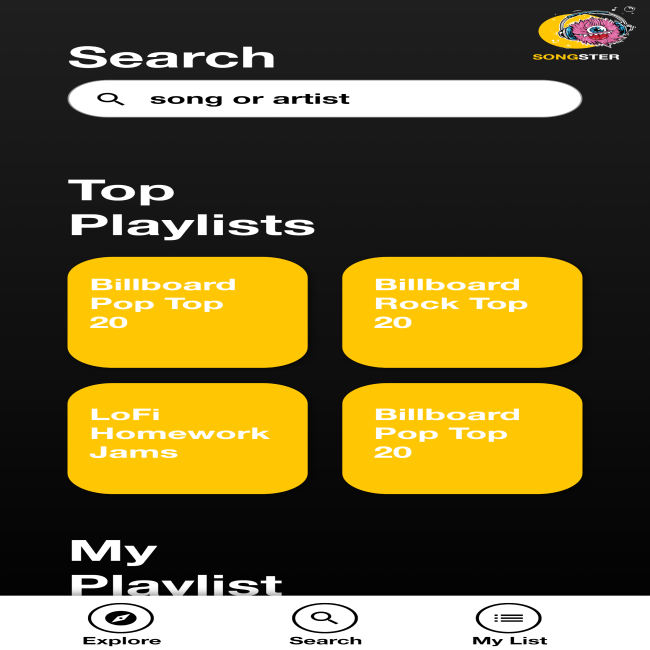 SONGSTER
Search
song or artist
Top
Playlists
Billboard
Pop Top
20
Billboard
Rock Top
20
LoFi
Homework
Jams
Billboard
Pop Top
20
My
Playlist
Explore
Search
My List